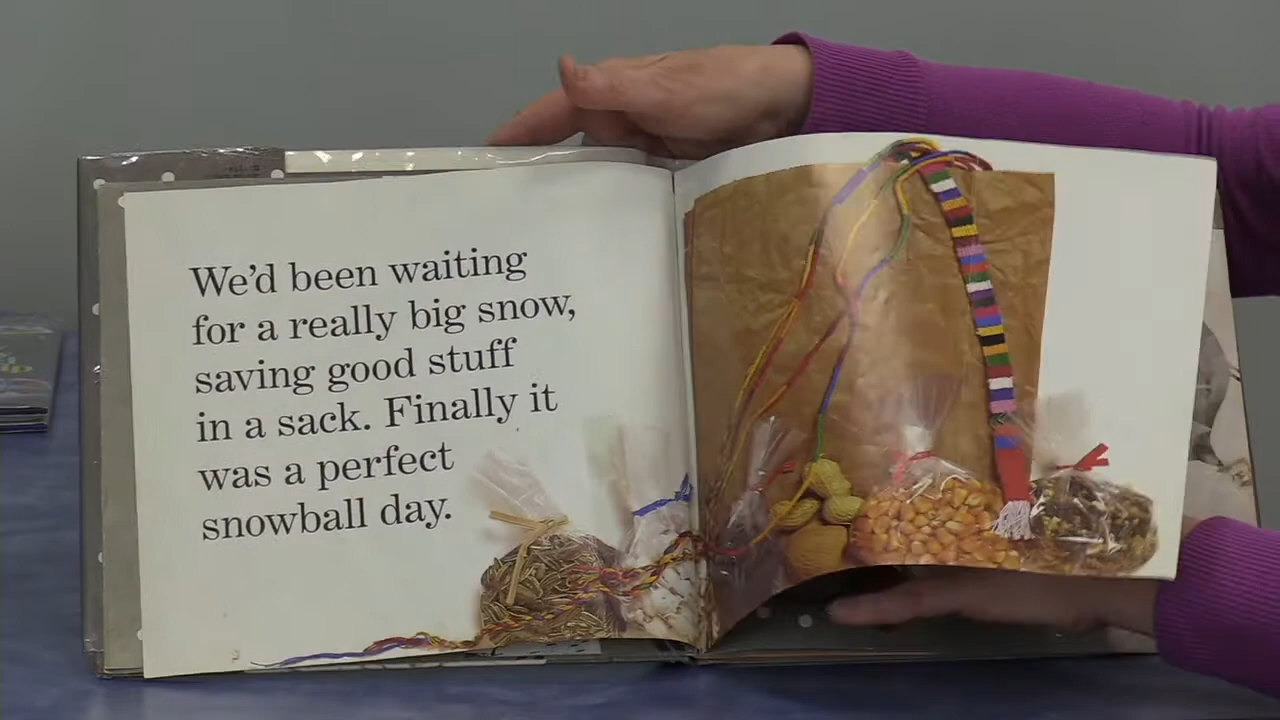 We'd been waiting
for a really big snow,
saving good stuff
in a sack. Finally it
was a perfect
snowball day.